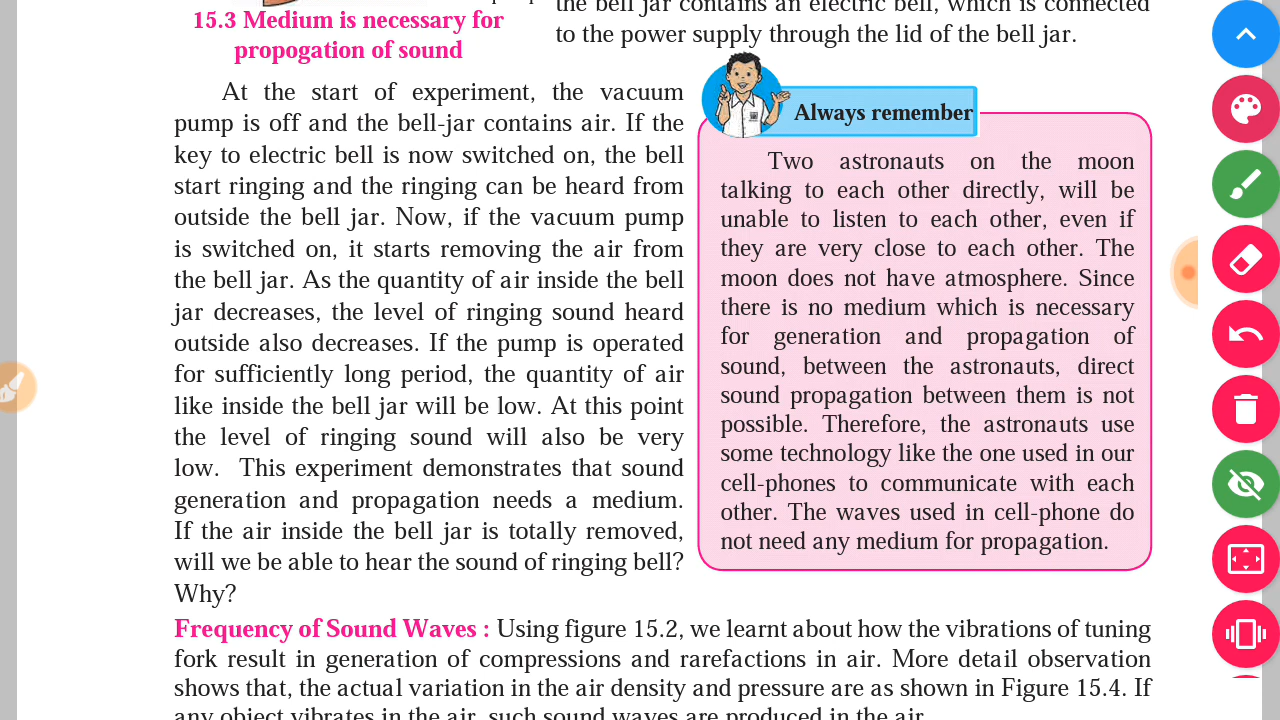 the bell jar contains an electric bell, which is connected
to the power supply through the lid of the bell jar.
15.3 Medium is necessary for
propogation of sound
At the start of experiment, the vacuum
pump is off and the bell-jar contains air. If the
key to electric bell is now switched on, the bell
start ringing and the ringing can be heard from
outside the bell jar. Now, if the vacuum pump
is switched on, it starts removing the air from
the bell jar. As the quantity of air inside the bell
jar decreases, the level of ringing sound heard
outside also decreases. If the pump is operated
for sufficiently long period, the quantity of air
like inside the bell jar will be low. At this point
the level of ringing sound will also be very
low. This experiment demonstrates that sound
generation and propagation needs a medium.
If the air inside the bell jar is totally removed,
will we be able to hear the sound of ringing bell?
Why?
Always remember
Two astronauts on the moon
talking to each other directly, will be
unable to listen to each other, even if
they are very close to each other. The
moon does not have atmosphere. Since
there is no medium which is necessary
for generation and propagation of
sound, between the astronauts, direct
sound propagation between them is not
possible. Therefore, the astronauts use
some technology like the one used in our
cell-phones to communicate with each
other. The waves used in cell-phone do
not need any medium for propagation.
Frequency of Sound Waves : Using figure 15.2, we learnt about how the vibrations of tuning
fork result in generation of compressions and rarefactions in air. More detail observation
shows that, the actual variation in the air density and pressure are as shown in Figure 15.4. If
any object vibrates in the air, such sound waves are produced in the air.